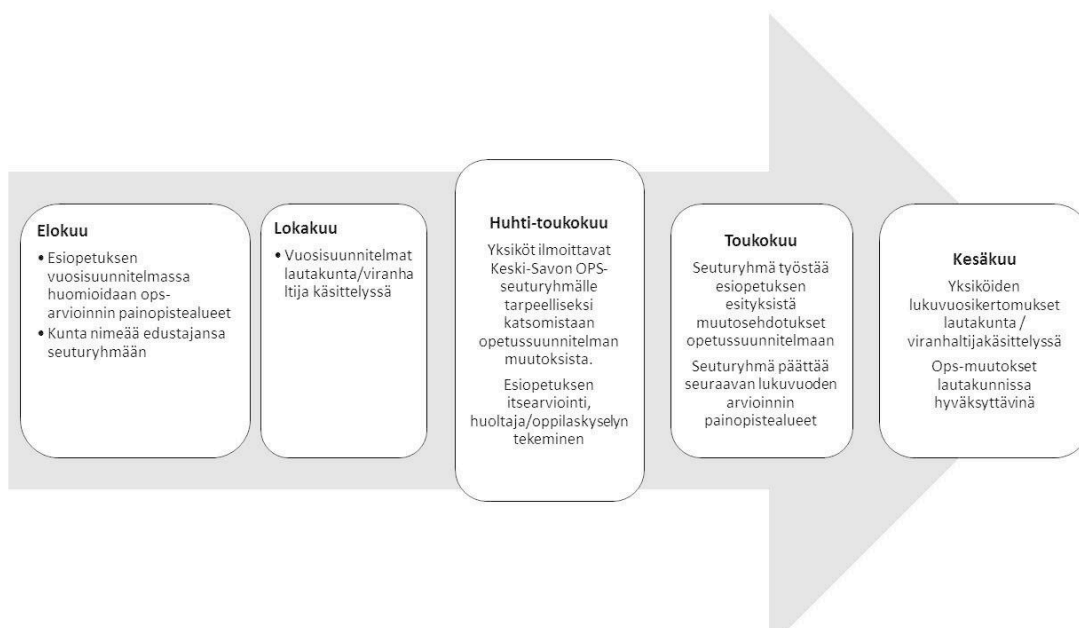 Elokuu
• Esiopetuksen
vuosisuunnitelmassa
huomioidaan ops-
arvioinnin painopistealueet
• Kunta nimeää edustajansa
seuturyhmään
Lokakuu
• Vuosisuunnitelmat
lautakunta/viranha
ltija käsittelyssä
Huhti-toukokuu
Yksiköt ilmoittavat
Keski-Savon OPS-
seuturyhmälle
tarpeelliseksi
katsomistaan
opetussuunnitelman
muutoksista.
Esiopetuksen
itsearviointi,
huoltaja/oppilaskyselyn
tekeminen
Toukokuu
Seuturyhmä työstää
esiopetuksen
esityksistä
muutosehdotukset
opetussuunnitelmaan
Seuturyhmä päättää
seuraavan lukuvuoden
arvioinnin
painopistealueet
Kesäkuu
Yksiköiden
lukuvuosikertomukset
lautakunta /
viranhaltijakäsittelyssä
Ops-muutokset
lautakunnissa
hyväksyttävinä